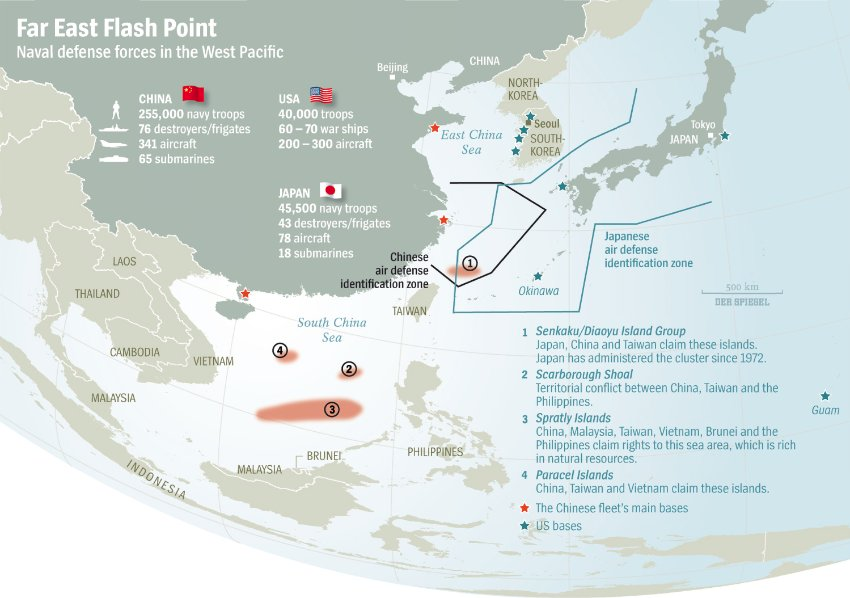 Far East Flash Point
Naval defense forces in the West Pacific
CHINA
255,000 navy troops
76 destroyers/frigates
341 aircraft
65 submarines
USA
40,000 troops
60 – 70 war ships
200 – 300 aircraft
JAPAN
45,500 navy troops
43 destroyers/frigates
78 aircraft
18 submarines
Beijing
CHINA
NORTH-
KOREA
Seoul
SOUTH-
KOREA
East China
Sea
Tokyo
JAPAN
Chinese
air defense
identification zone
1
Japanese
air defense
identification zone
Okinawa
500 km
DER SPIEGEL
TAIWAN
LAOS
THAILAND
CAMBODIA
VIETNAM
MALAYSIA
South China
Sea
4
2
3
PHILIPPINES
BRUNEI
MALAYSIA
INDONESIA
Guam
1 Senkaku/Diaoyu Island Group
Japan, China and Taiwan claim these islands.
Japan has administered the cluster since 1972.
2 Scarborough Shoal
Territorial conflict between China, Taiwan and the
Philippines.
3 Spratly Islands
China, Malaysia, Taiwan, Vietnam, Brunei and the
Philippines claim rights to this sea area, which is rich
in natural resources.
4 Paracel Islands
China, Taiwan and Vietnam claim these islands.
The Chinese fleet's main bases
US bases